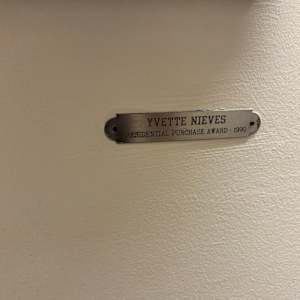 YVETTE NIEVES
PRESIDENTIAL PURCHASE AWARD - 1990